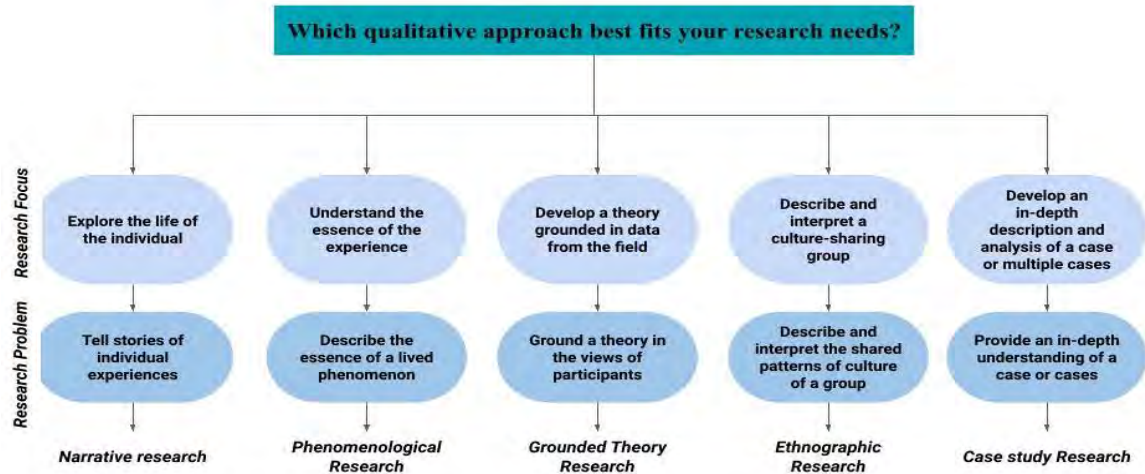 Which qualitative approach best fits your research needs?
Research Focus
Explore the life of
the individual
Understand the
essence of the
experience
Develop a theory
grounded in data
from the field
Describe and
interpret a
culture-sharing
group
Develop an
in-depth
description and
analysis of a case
or multiple cases
Research Problem
Tell stories of
individual
experiences
Describe the
essence of a lived
phenomenon
Ground a theory in
the views of
participants
Describe and
interpret the shared
patterns of culture
of a group
Provide an in-depth
understanding of a
case or cases
Narrative research
Phenomenological
Research
Grounded Theory
Research
Ethnographic
Research
Case study Research